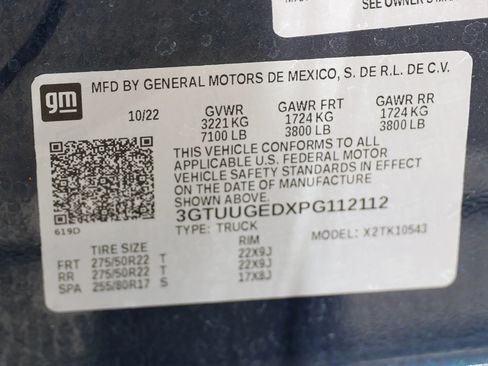 SEE OWNER'S MA
gm
MFD BY GENERAL MOTORS DE MEXICO, S. DE R.L. DE C.V.
10/22 GVWR GAWR FRT GAWR RR
3221 KG 1724 KG 1724 KG
7100 LB 3800 LB 3800 LB
THIS VEHICLE CONFORMS TO ALL
APPLICABLE U.S. FEDERAL MOTOR
VEHICLE SAFETY STANDARDS IN EFFECT
ON THE DATE OF MANUFACTURE
SHOWN ABOVE.
3GTUUGEDXPG112112
619D TYPE: TRUCK MODEL: X2TK10543
TIRE SIZE RIM
FRT 275/50R22 T 22X9J
RR 275/50R22 T 22X9J
SPA 255/80R17 S 17X8J